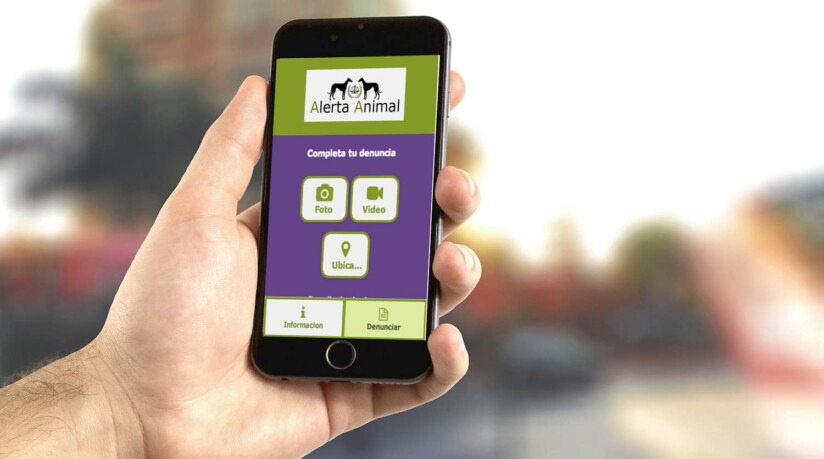 Alerta Animal
Completa tu denuncia
Foto
Video
Ubica...
Informacion
Denunciar